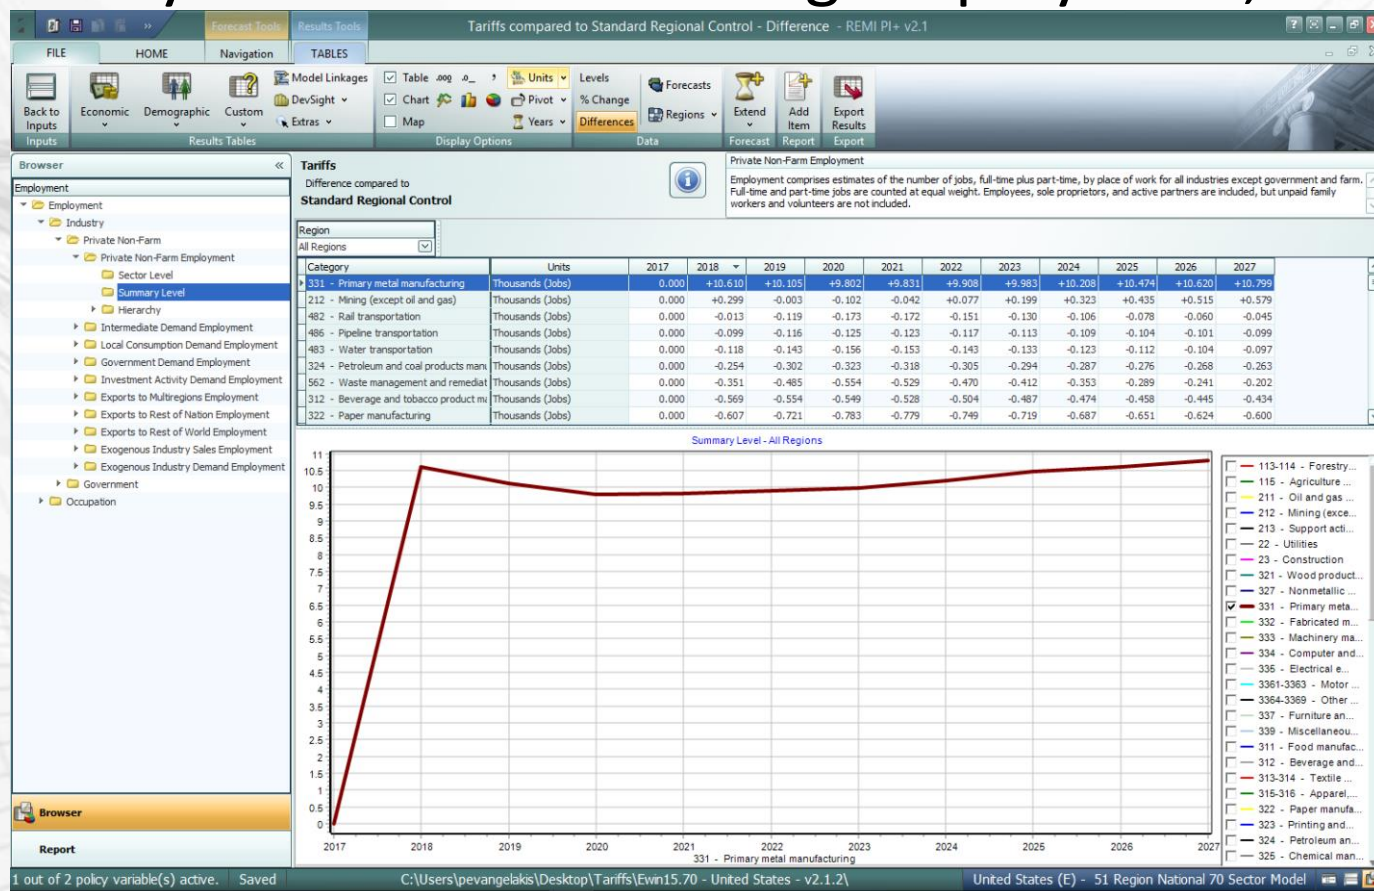 Forecast Tools
Results Tools
Tariffs compared to Standard Regional Control - Difference - REMI PI+ v2.1
FILE HOME Navigation TABLES
Back to Inputs
Economic
Demographic
Custom
Model Linkages
DevSight
Extras
Table
Chart
Map
Units
Pivot
Years
Levels
% Change
Differences
Forecasts
Regions
Extend
Add Item
Export Results
Inputs Results Tables Display Options Data Forecast Report Export
Browser
Employment
Employment
Industry
Private Non-Farm
Private Non-Farm Employment
Sector Level
Summary Level
Hierarchy
Intermediate Demand Employment
Local Consumption Demand Employment
Government Demand Employment
Investment Activity Demand Employment
Exports to Multiregions Employment
Exports to Rest of Nation Employment
Exports to Rest of World Employment
Exogenous Industry Sales Employment
Exogenous Industry Demand Employment
Government
Occupation
Browser
Report
Tariffs
Difference compared to
Standard Regional Control
Private Non-Farm Employment
Employment comprises estimates of the number of jobs, full-time plus part-time, by place of work for all industries except government and farm.
Full-time and part-time jobs are counted at equal weight. Employees, sole proprietors, and active partners are included, but unpaid family
workers and volunteers are not included.
Region
All Regions
Category Units 2017 2018 2019 2020 2021 2022 2023 2024 2025 2026 2027
331 - Primary metal manufacturing Thousands (Jobs) 0.000 +10.610 +10.105 +9.802 +9.831 +9.908 +9.983 +10.208 +10.474 +10.620 +10.799
212 - Mining (except oil and gas) Thousands (Jobs) 0.000 +0.299 -0.003 -0.102 -0.042 +0.077 +0.199 +0.323 +0.435 +0.515 +0.579
482 - Rail transportation Thousands (Jobs) 0.000 -0.013 -0.119 -0.173 -0.172 -0.151 -0.130 -0.106 -0.078 -0.060 -0.045
486 - Pipeline transportation Thousands (Jobs) 0.000 -0.099 -0.116 -0.125 -0.123 -0.117 -0.113 -0.109 -0.104 -0.101 -0.099
483 - Water transportation Thousands (Jobs) 0.000 -0.118 -0.143 -0.156 -0.153 -0.143 -0.133 -0.123 -0.112 -0.104 -0.097
324 - Petroleum and coal products man Thousands (Jobs) 0.000 -0.254 -0.302 -0.323 -0.318 -0.305 -0.294 -0.287 -0.276 -0.268 -0.263
562 - Waste management and remediat Thousands (Jobs) 0.000 -0.351 -0.485 -0.554 -0.529 -0.470 -0.412 -0.353 -0.289 -0.241 -0.202
312 - Beverage and tobacco product m Thousands (Jobs) 0.000 -0.569 -0.554 -0.549 -0.528 -0.504 -0.487 -0.474 -0.458 -0.445 -0.434
322 - Paper manufacturing Thousands (Jobs) 0.000 -0.607 -0.721 -0.783 -0.779 -0.749 -0.719 -0.687 -0.651 -0.624 -0.600
Summary Level - All Regions
11
10.5
10
9.5
9
8.5
8
7.5
7
6.5
6
5.5
5
4.5
4
3.5
3
2.5
2
1.5
1
0.5
0
2017 2018 2019 2020 2021 2022 2023 2024 2025 2026 2027
331 - Primary metal manufacturing
113-114 - Forestry...
115 - Agriculture ...
211 - Oil and gas ...
212 - Mining (exce...
213 - Support acti...
22 - Utilities
23 - Construction
321 - Wood product...
327 - Nonmetallic ...
331 - Primary meta...
332 - Fabricated m...
333 - Machinery ma...
334 - Computer and...
335 - Electrical e...
3361-3363 - Motor ...
3364-3369 - Other ...
337 - Furniture an...
339 - Miscellaneou...
311 - Food manufac...
312 - Beverage and...
313-314 - Textile ...
315-316 - Apparel,...
322 - Paper manufa...
323 - Printing and...
324 - Petroleum an...
325 - Chemical man...
1 out of 2 policy variable(s) active. Saved C:\Users\pevangelakis\Desktop\Tariffs\Ewin15.70 - United States - v2.1.2\ United States (E) - 51 Region National 70 Sector Model